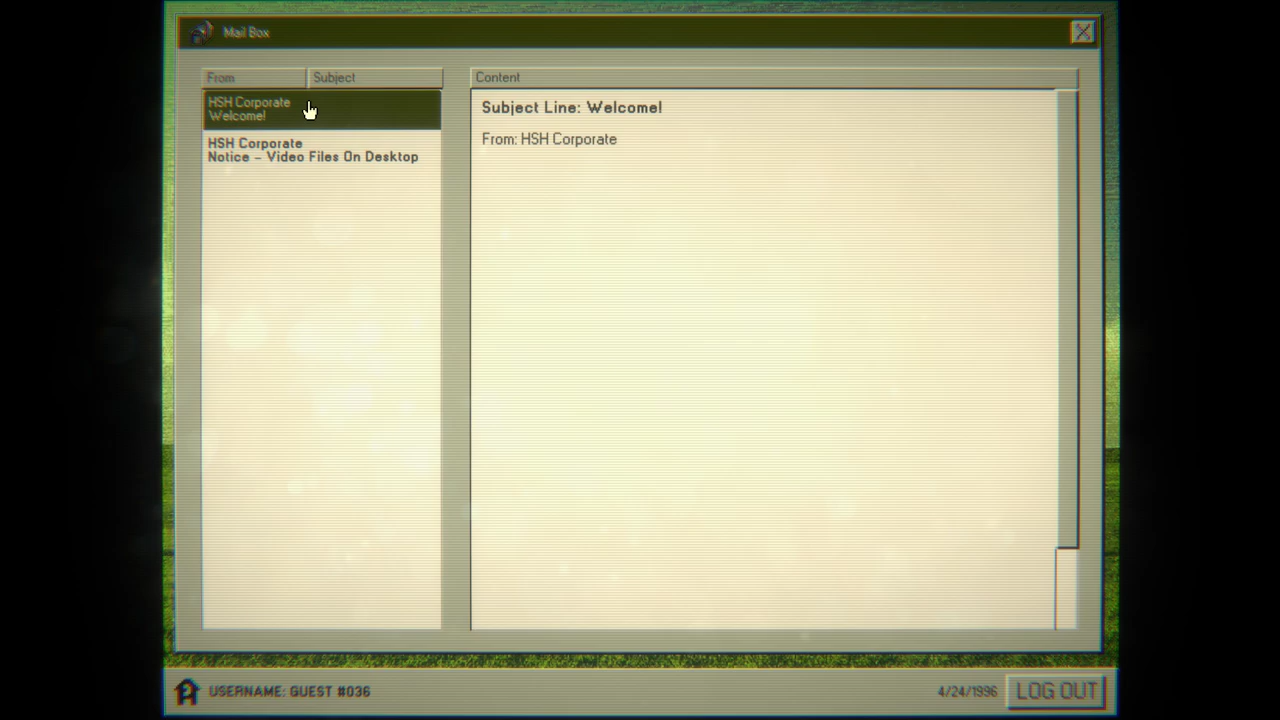 Mail Box
From Subject
Content
HSH Corporate
Welcome!
HSH Corporate
Notice - Video Files On Desktop
Subject Line: Welcome!
From: HSH Corporate
USERNAME: GUEST #036
4/24/1996
LOG OUT